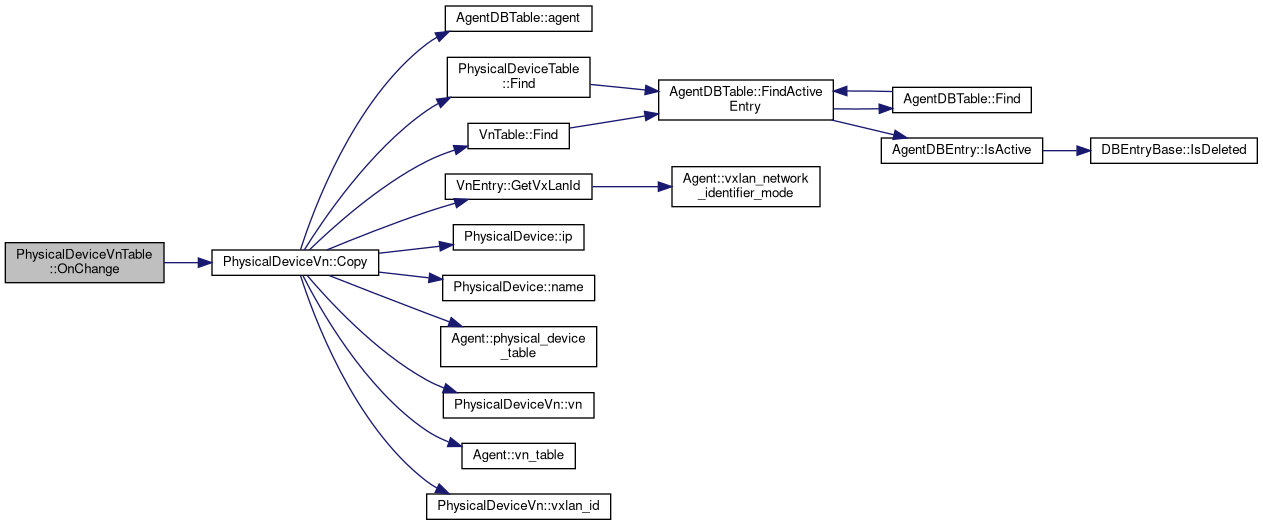 AgentDBTable::agent
PhysicalDeviceTable
::Find
AgentDBTable::FindActive
Entry
AgentDBTable::Find
VnTable::Find
AgentDBEntry::IsActive
DBEntryBase::IsDeleted
VnEntry::GetVxLanId
Agent::vxlan_network
_identifier_mode
PhysicalDevice::ip
PhysicalDeviceVnTable
::OnChange
PhysicalDeviceVn::Copy
PhysicalDevice::name
Agent::physical_device
_table
PhysicalDeviceVn::vn
Agent::vn_table
PhysicalDeviceVn::vxlan_id